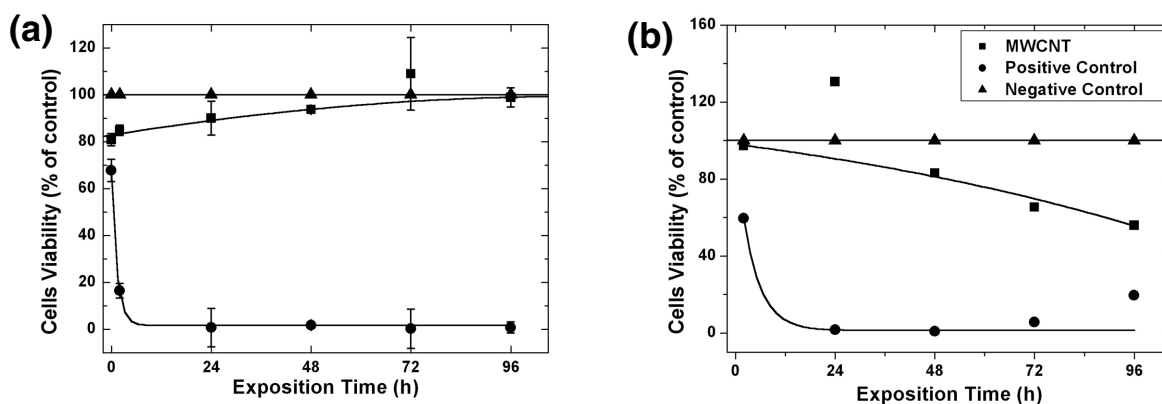 (a)
Cells Viability (% of control)
120
100
80
60
40
20
0
0 24 48 72 96
Exposition Time (h)
(b)
Cells Viability (% of control)
160
120
80
40
0
MWCNT
Positive Control
Negative Control
0 24 48 72 96
Exposition Time (h)